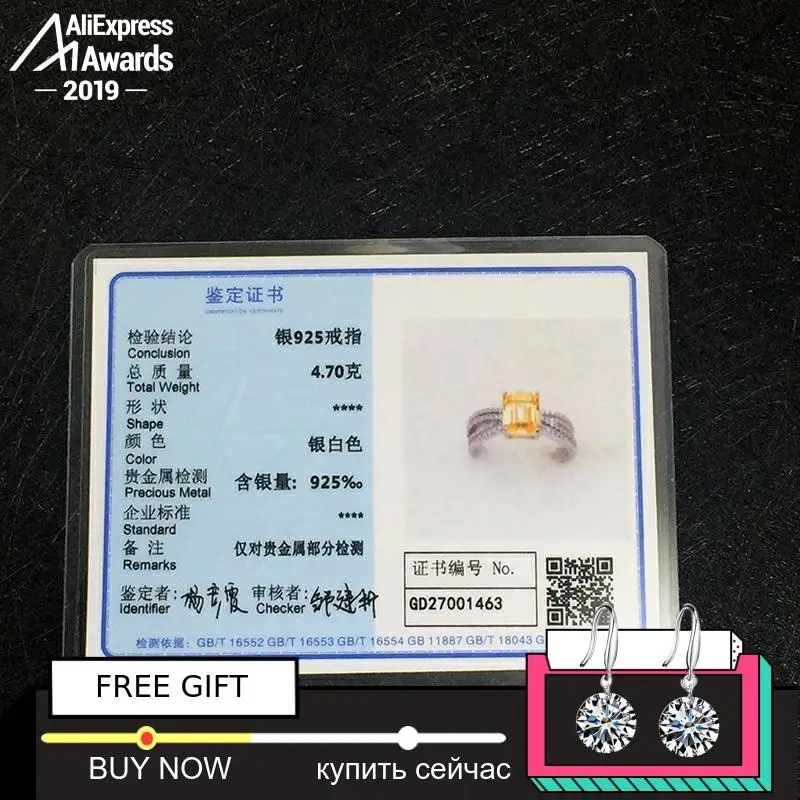 AliExpress
Awards
2019
鉴定证书
IDENTIFICATION CERTIFICATE
检验结论 银925戒指
Conclusion
总质量 4.70克
Total Weight
形状 ****
Shape
颜色 银白色
Color
贵金属检测 含银量: 925‰
Precious Metal
企业标准 ****
Standard
备注 仅对贵金属部分检测
Remarks
鉴定者: 审核者:
Identifier Checker
证书编号 No.
GD27001463
检测依据: GB/T 16552 GB/T 16553 GB/T 16554 GB 11887 GB/T 18043
FREE GIFT
BUY NOW купить сейчас